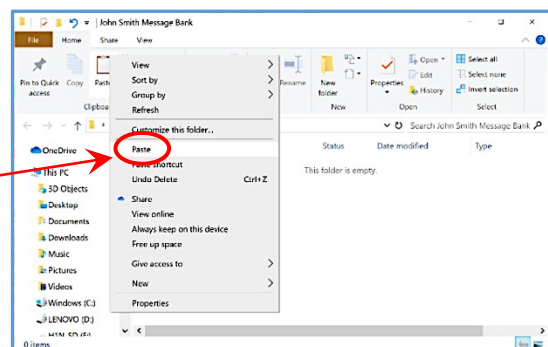 John Smith Message Bank
File Home Share View
Pin to Quick access
Copy
Paste
Rename
New folder
Properties
Open
Edit
History
Select all
Select none
Invert selection
Clipboa
New
Open
Select
Search John Smith Message Bank
Status Date modified Type
This folder is empty.
OneDrive
This PC
3D Objects
Desktop
Documents
Downloads
Music
Pictures
Videos
Windows (C:)
LENOVO (D:)
0 items
View
Sort by
Group by
Refresh
Customize this folder...
Paste
Paste shortcut
Undo Delete Ctrl+Z
Share
View online
Always keep on this device
Free up space
Give access to
New
Properties